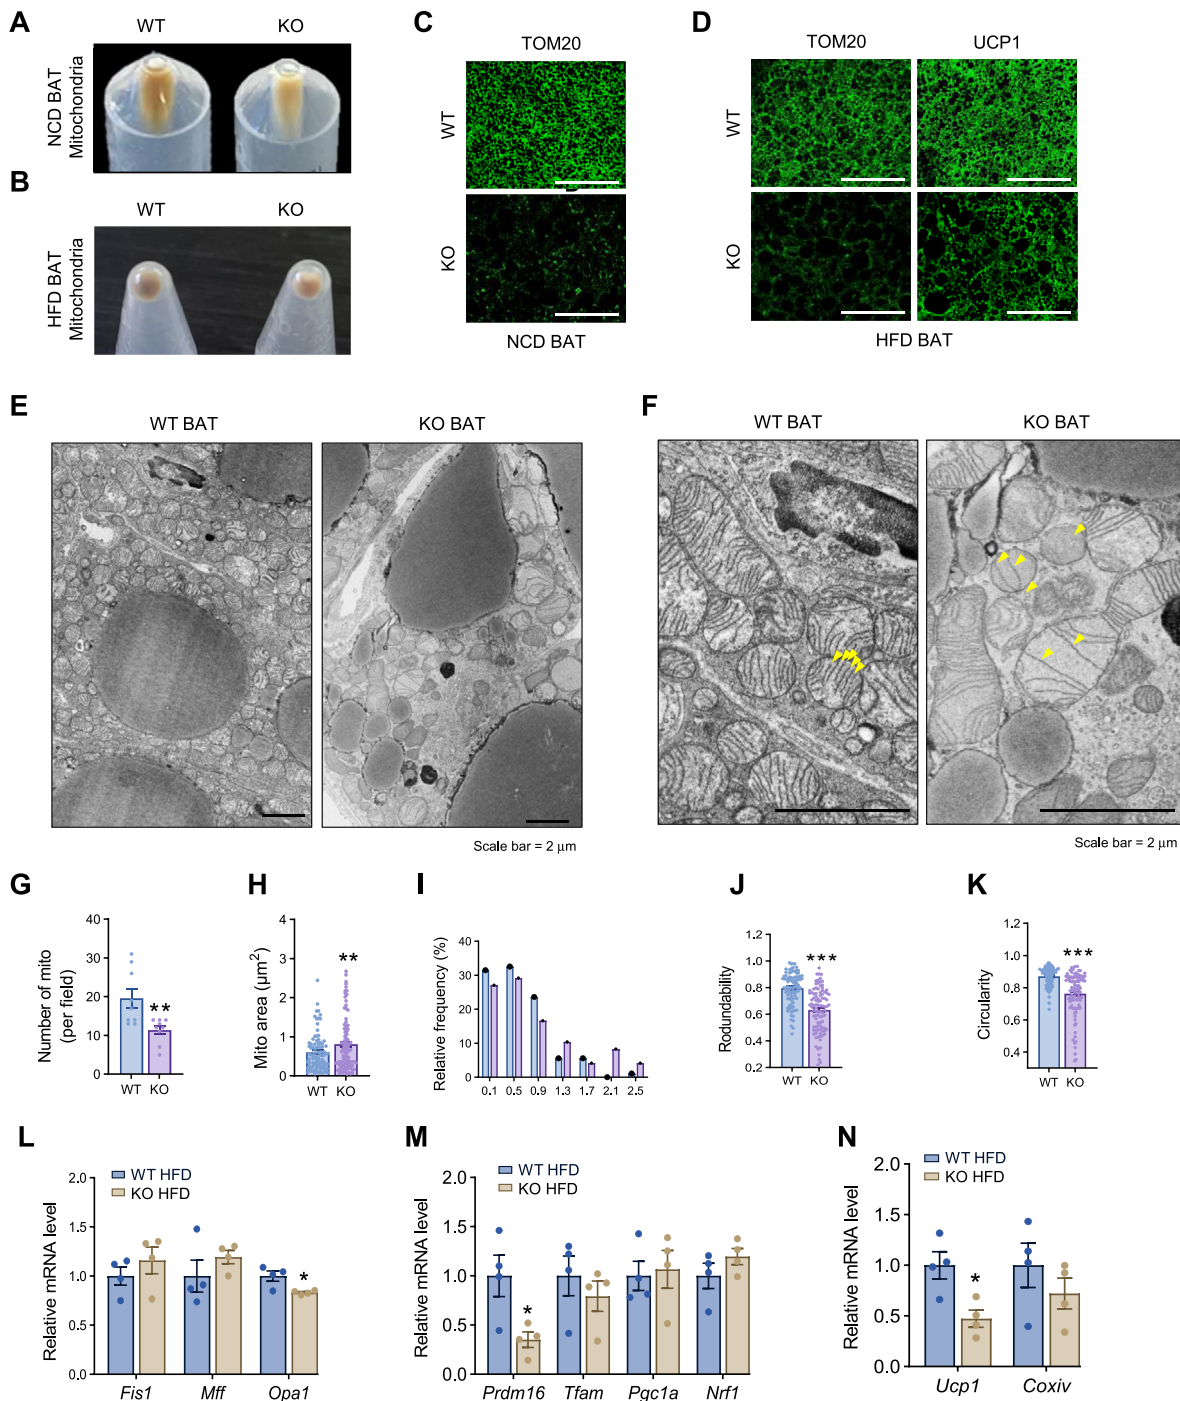 A
WT
KO
NCD BAT
Mitochondria
B
WT
KO
HFD BAT
Mitochondria
C
TOM20
WT
KO
NCD BAT
D
TOM20
UCP1
WT
KO
HFD BAT
E
WT BAT
KO BAT
Scale bar = 2 μm
F
WT BAT
KO BAT
Scale bar = 2 μm
G
Number of mito
(per field)
40
30
20
10
0
**
WT
KO
H
Mito area (μm²)
4
3
2
1
0
**
WT
KO
I
Relative frequency (%)
40
30
20
10
0
0.1
0.5
0.9
1.3
1.7
2.1
2.5
J
Rodundability
1.2
1.0
0.8
0.6
0.4
0.2
***
WT
KO
K
Circularity
1.2
1.0
0.8
0.6
0.4
***
WT
KO
L
Relative mRNA level
2.0
1.5
1.0
0.5
0.0
WT HFD
KO HFD
*
Fis1
Mff
Opa1
M
Relative mRNA level
2.0
1.5
1.0
0.5
0.0
WT HFD
KO HFD
*
Prdm16
Tfam
Pgc1a
Nrf1
N
Relative mRNA level
2.0
1.5
1.0
0.5
0.0
WT HFD
KO HFD
*
Ucp1
Coxiv